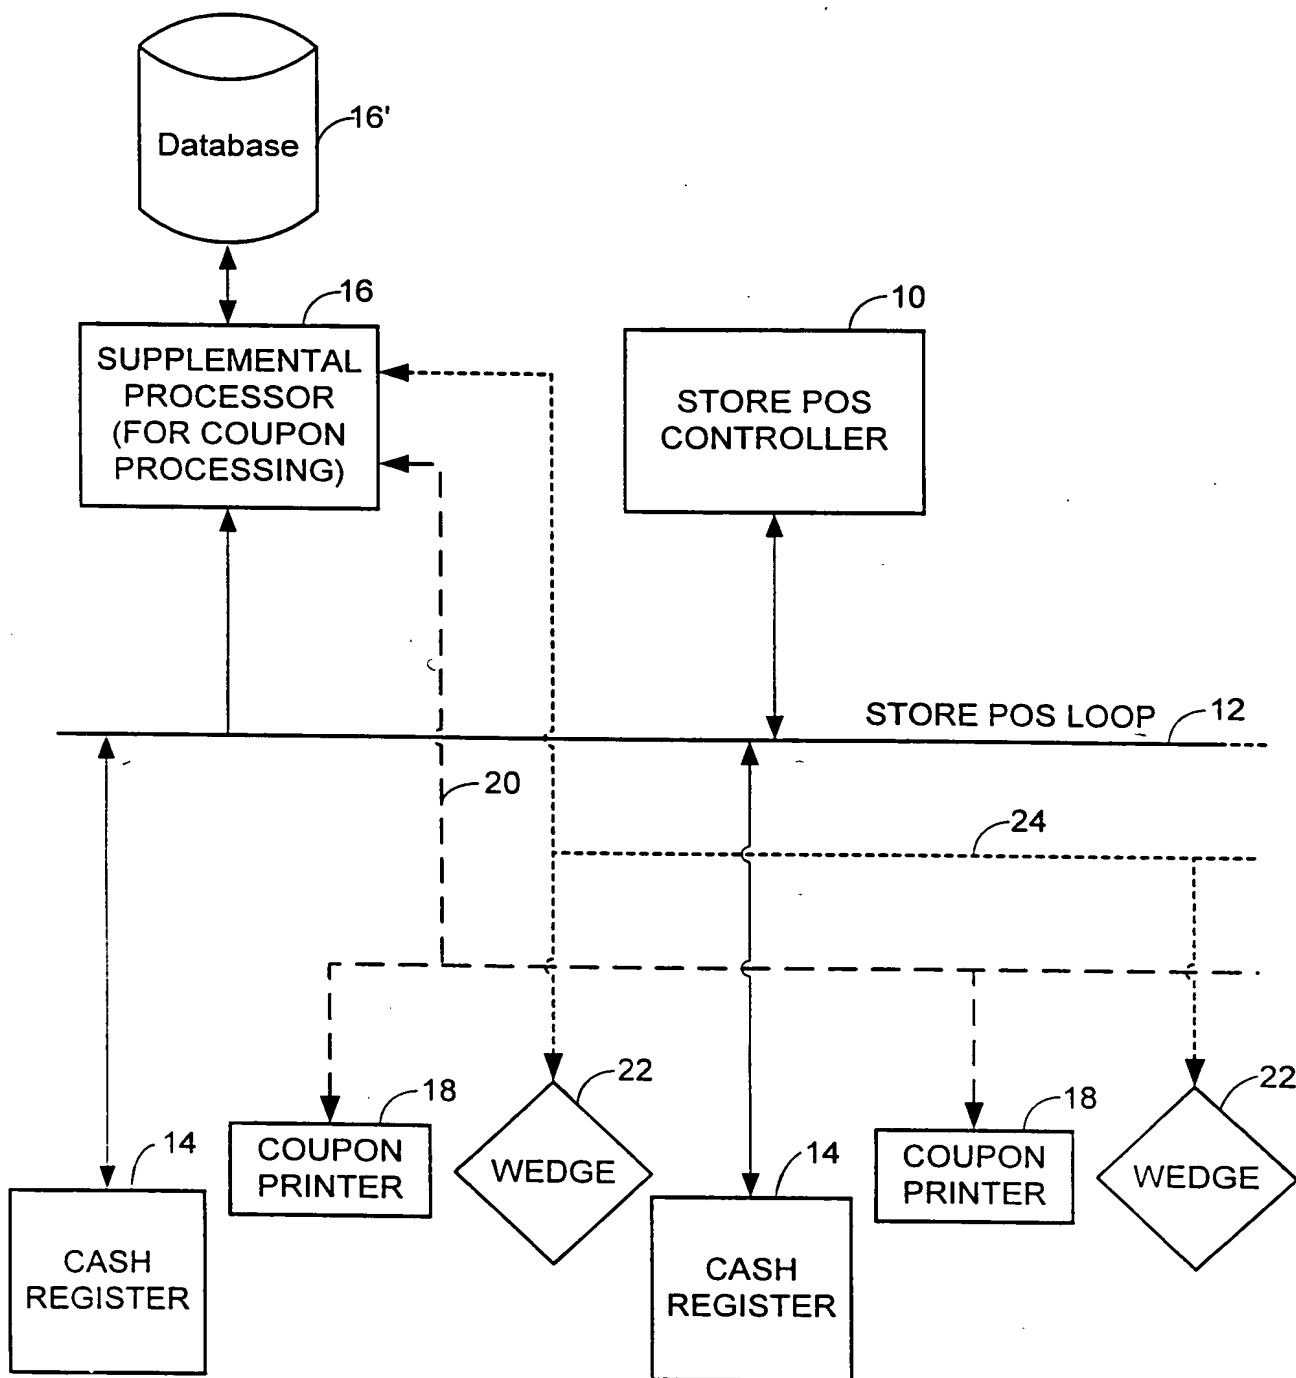 Database
16'
16
SUPPLEMENTAL
PROCESSOR
(FOR COUPON
PROCESSING)
10
STORE POS
CONTROLLER
STORE POS LOOP
12
20
24
14
CASH
REGISTER
18
COUPON
PRINTER
22
WEDGE
14
CASH
REGISTER
18
COUPON
PRINTER
22
WEDGE